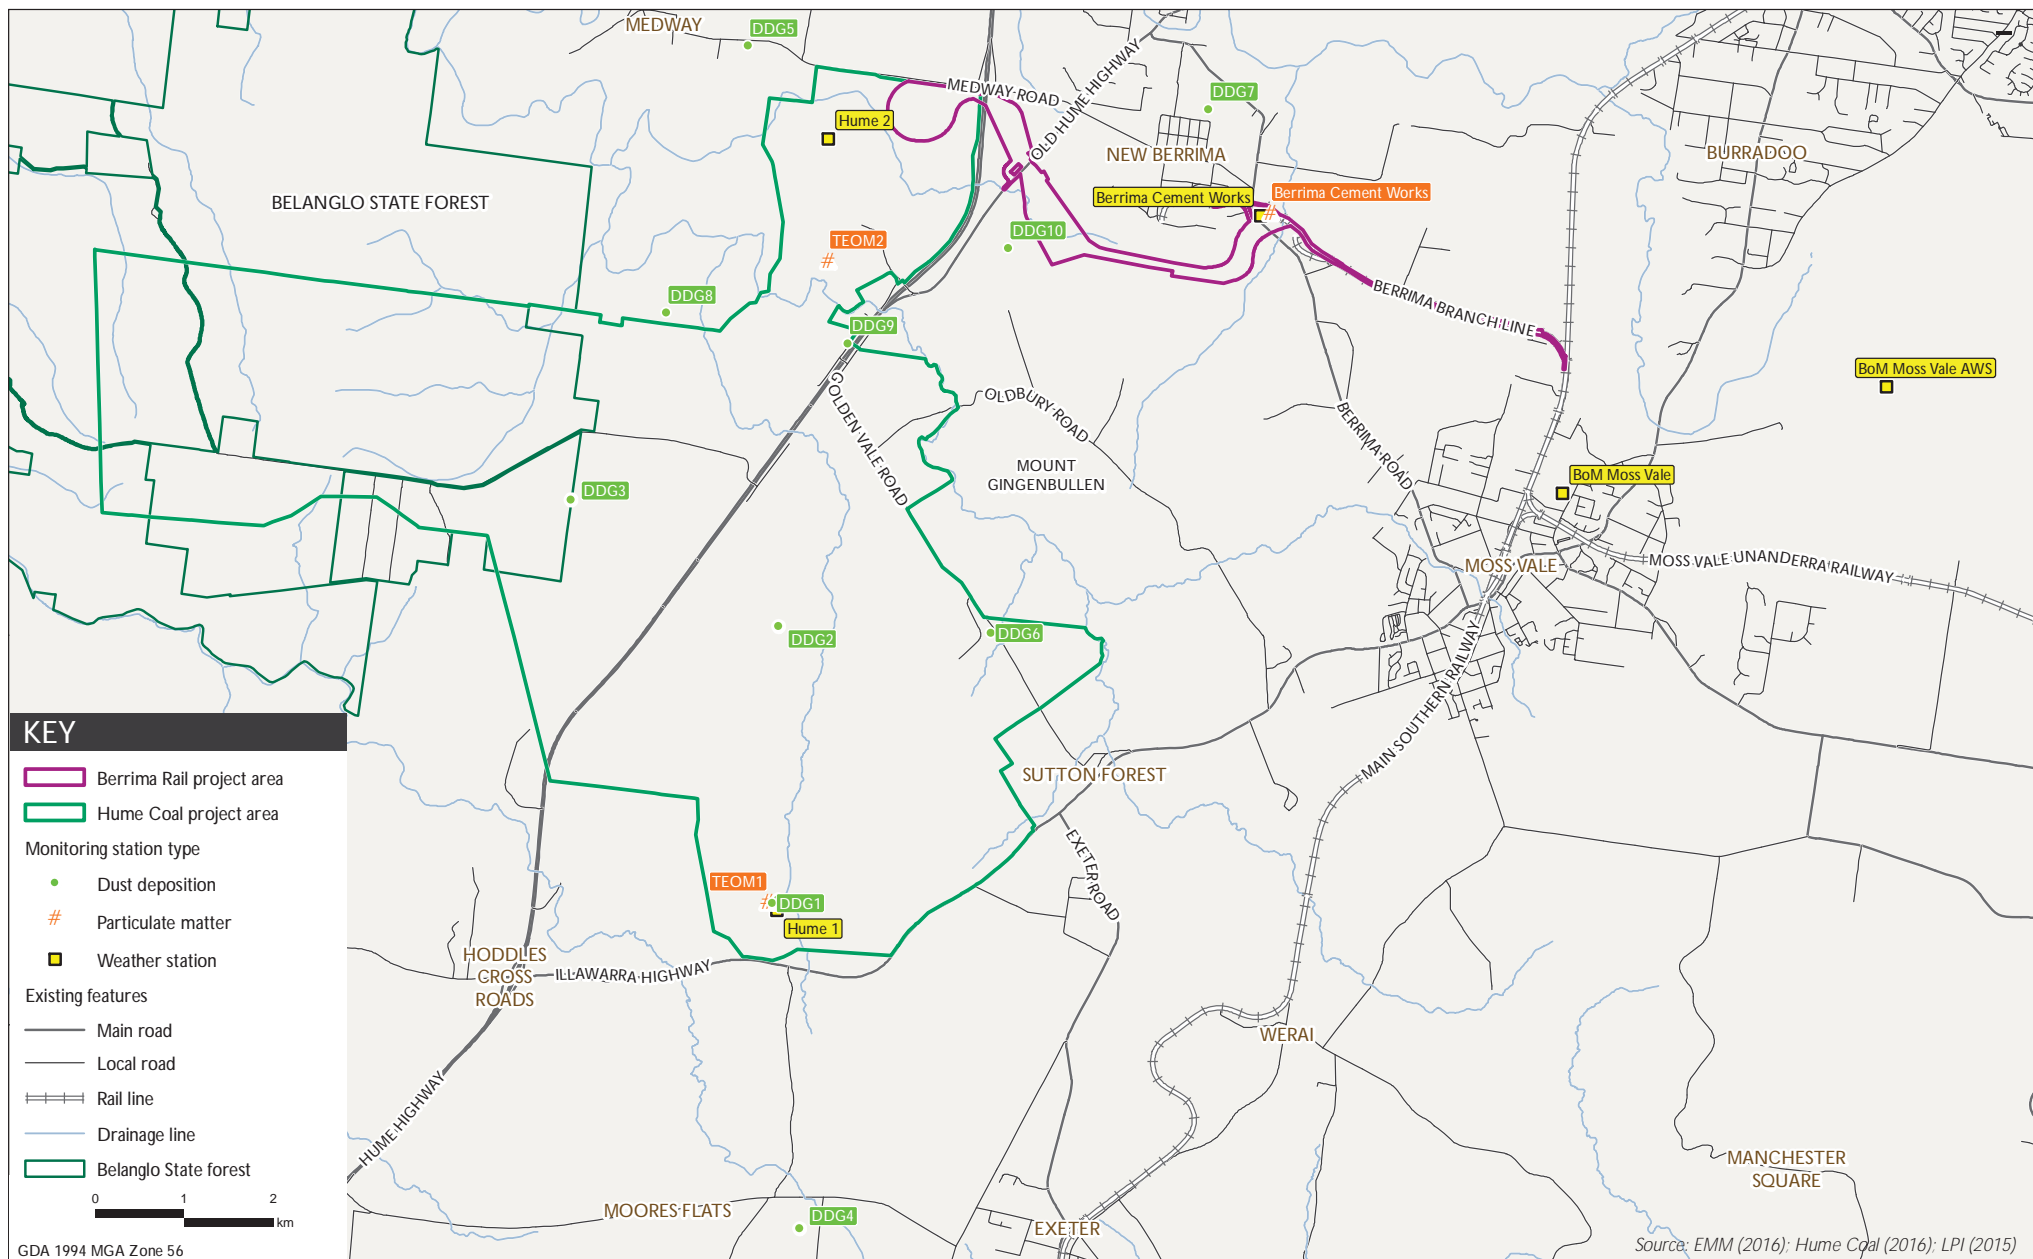 MEDWAY
DDG5
MEDWAY ROAD
OLD HUME HIGHWAY
DDG7
Hume 2
NEW BERRIMA
BURRADOO
BELANGLO STATE FOREST
Berrima Cement Works
Berrima Cement Works
TEOM2
#
#
DDG10
DDG8
BERRIMA BRANCH LINE
DDG9
BoM Moss Vale AWS
GOLDEN VALE ROAD
OLDBURY ROAD
BERRIMA ROAD
MOUNT
GINGENBULLEN
BoM Moss Vale
DDG3
MOSS VALE
MOSS VALE UNANDERRA RAILWAY
DDG2
DDG6
MAIN SOUTHERN RAILWAY
SUTTON FOREST
EXETER ROAD
TEOM1
#
DDG1
Hume 1
HODDLES
CROSS
ROADS
ILLAWARRA HIGHWAY
WERAI
HUME HIGHWAY
MANCHESTER
SQUARE
MOORES FLATS
DDG4
EXETER
KEY
Berrima Rail project area
Hume Coal project area
Monitoring station type
Dust deposition
# Particulate matter
Weather station
Existing features
Main road
Local road
Rail line
Drainage line
Belanglo State forest
0 1 2
km
GDA 1994 MGA Zone 56
Source: EMM (2016); Hume Coal (2016); LPI (2015)